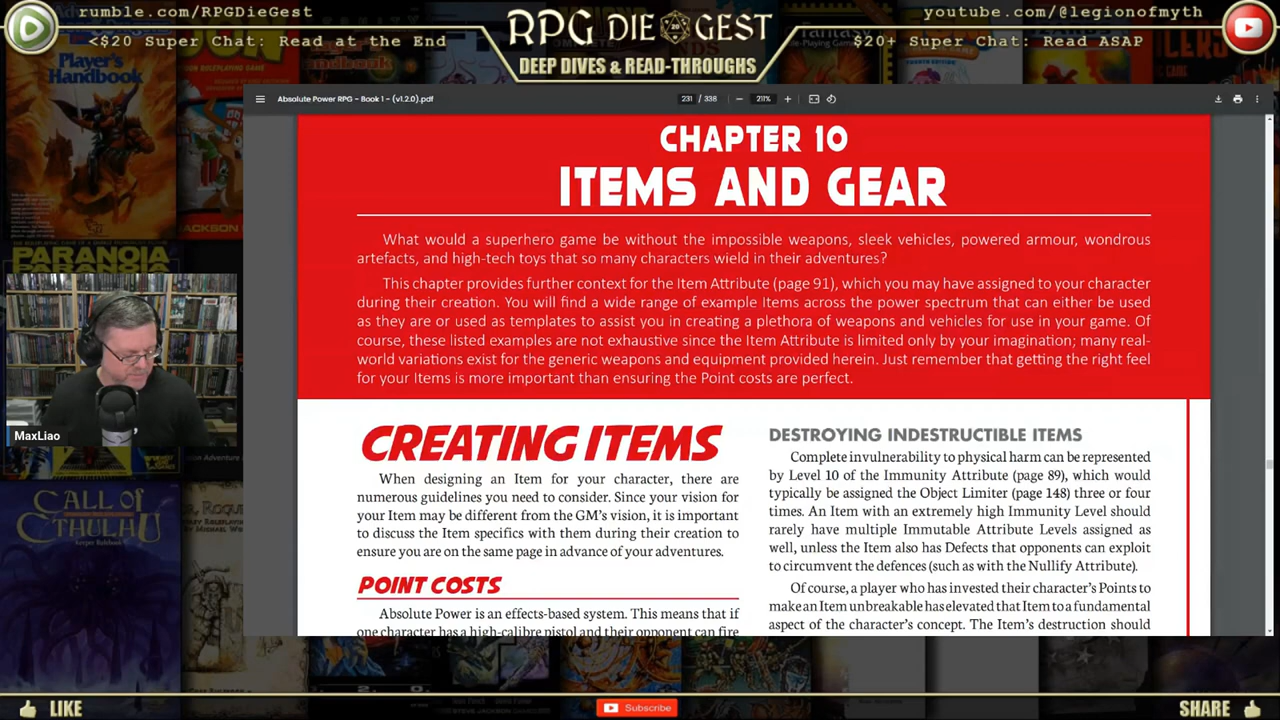 rumble.com/RPGDieGest
<$20 Super Chat: Read at the End
RPG DIE GEST
DEEP DIVES & READ-THROUGHS
youtube.com/@legionofmyth
$20+ Super Chat: Read ASAP
Player's
Handbook
PARANOIA
CALL OF
CTHULHU
Absolute Power RPG - Book 1 - (v1.2.0).pdf
231 / 338
211%
CHAPTER 10
ITEMS AND GEAR
What would a superhero game be without the impossible weapons, sleek vehicles, powered armour, wondrous
artefacts, and high-tech toys that so many characters wield in their adventures?
This chapter provides further context for the Item Attribute (page 91), which you may have assigned to your character
during their creation. You will find a wide range of example Items across the power spectrum that can either be used
as they are or used as templates to assist you in creating a plethora of weapons and vehicles for use in your game. Of
course, these listed examples are not exhaustive since the Item Attribute is limited only by your imagination; many real-
world variations exist for the generic weapons and equipment provided herein. Just remember that getting the right feel
for your Items is more important than ensuring the Point costs are perfect.
CREATING ITEMS
When designing an Item for your character, there are
numerous guidelines you need to consider. Since your vision for
your Item may be different from the GM's vision, it is important
to discuss the Item specifics with them during their creation to
ensure you are on the same page in advance of your adventures.
POINT COSTS
Absolute Power is an effects-based system. This means that if
one character has a high-calibre pistol and their opponent can fire
DESTROYING INDESTRUCTIBLE ITEMS
Complete invulnerability to physical harm can be represented
by Level 10 of the Immunity Attribute (page 89), which would
typically be assigned the Object Limiter (page 148) three or four
times. An Item with an extremely high Immunity Level should
rarely have multiple Immutable Attribute Levels assigned as
well, unless the Item also has Defects that opponents can exploit
to circumvent the defences (such as with the Nullify Attribute).
Of course, a player who has invested their character's Points to
make an Item unbreakable has elevated that Item to a fundamental
aspect of the character's concept. The Item's destruction should
MaxLiao
LIKE
Subscribe
SHARE